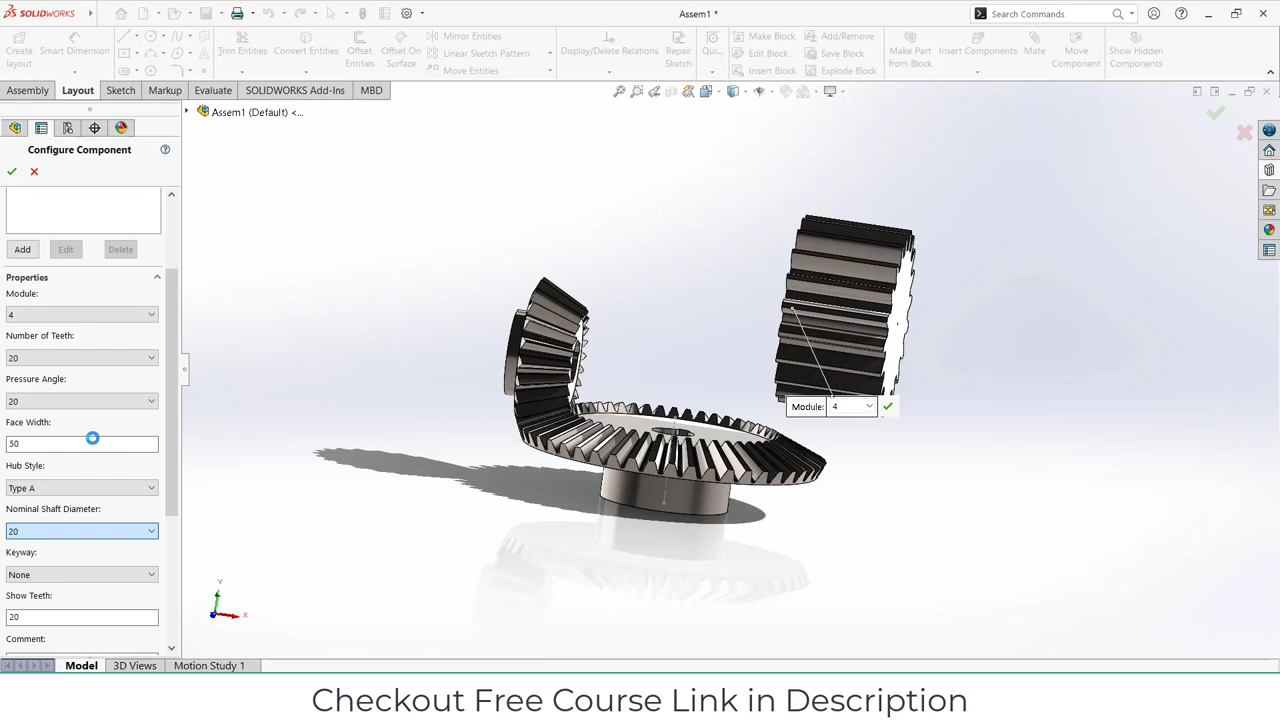 SOLIDWORKS
Assem1 *
Search Commands
Create layout
Smart Dimension
Trim Entities
Convert Entities
Offset Entities
Offset On Surface
Mirror Entities
Linear Sketch Pattern
Move Entities
Display/Delete Relations
Repair Sketch
Qui...
Make Block
Edit Block
Insert Block
Add/Remove
Save Block
Explode Block
Make Part from Block
Insert Components
Mate
Move Component
Show Hidden Components
Assembly
Layout
Sketch
Markup
Evaluate
SOLIDWORKS Add-Ins
MBD
Assem1 (Default) <...
Configure Component
Add
Edit
Delete
Properties
Module:
4
Number of Teeth:
20
Pressure Angle:
20
Face Width:
50
Hub Style:
Type A
Nominal Shaft Diameter:
20
Keyway:
None
Show Teeth:
20
Comment:
Module: 4
Y
X
Model
3D Views
Motion Study 1
Checkout Free Course Link in Description